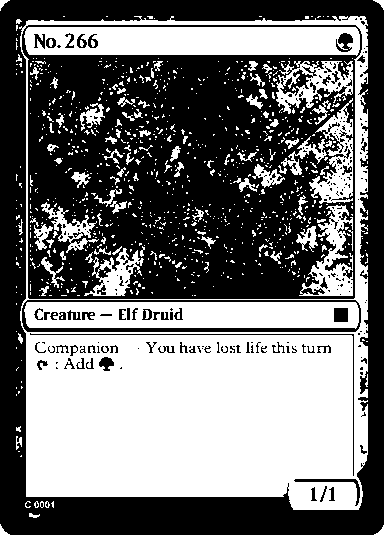 No. 266
Creature — Elf Druid
Companion — You have lost life this turn
: Add .
1/1
C 0001